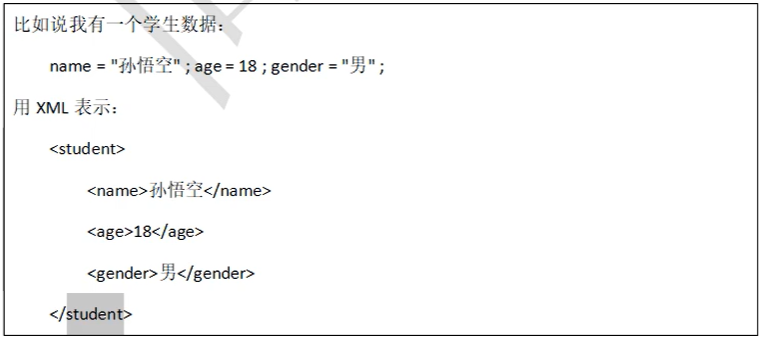 比如说我有一个学生数据：
name = "孙悟空" ; age = 18 ; gender = "男" ;
用 XML 表示：
<student>
<name>孙悟空</name>
<age>18</age>
<gender>男</gender>
</student>